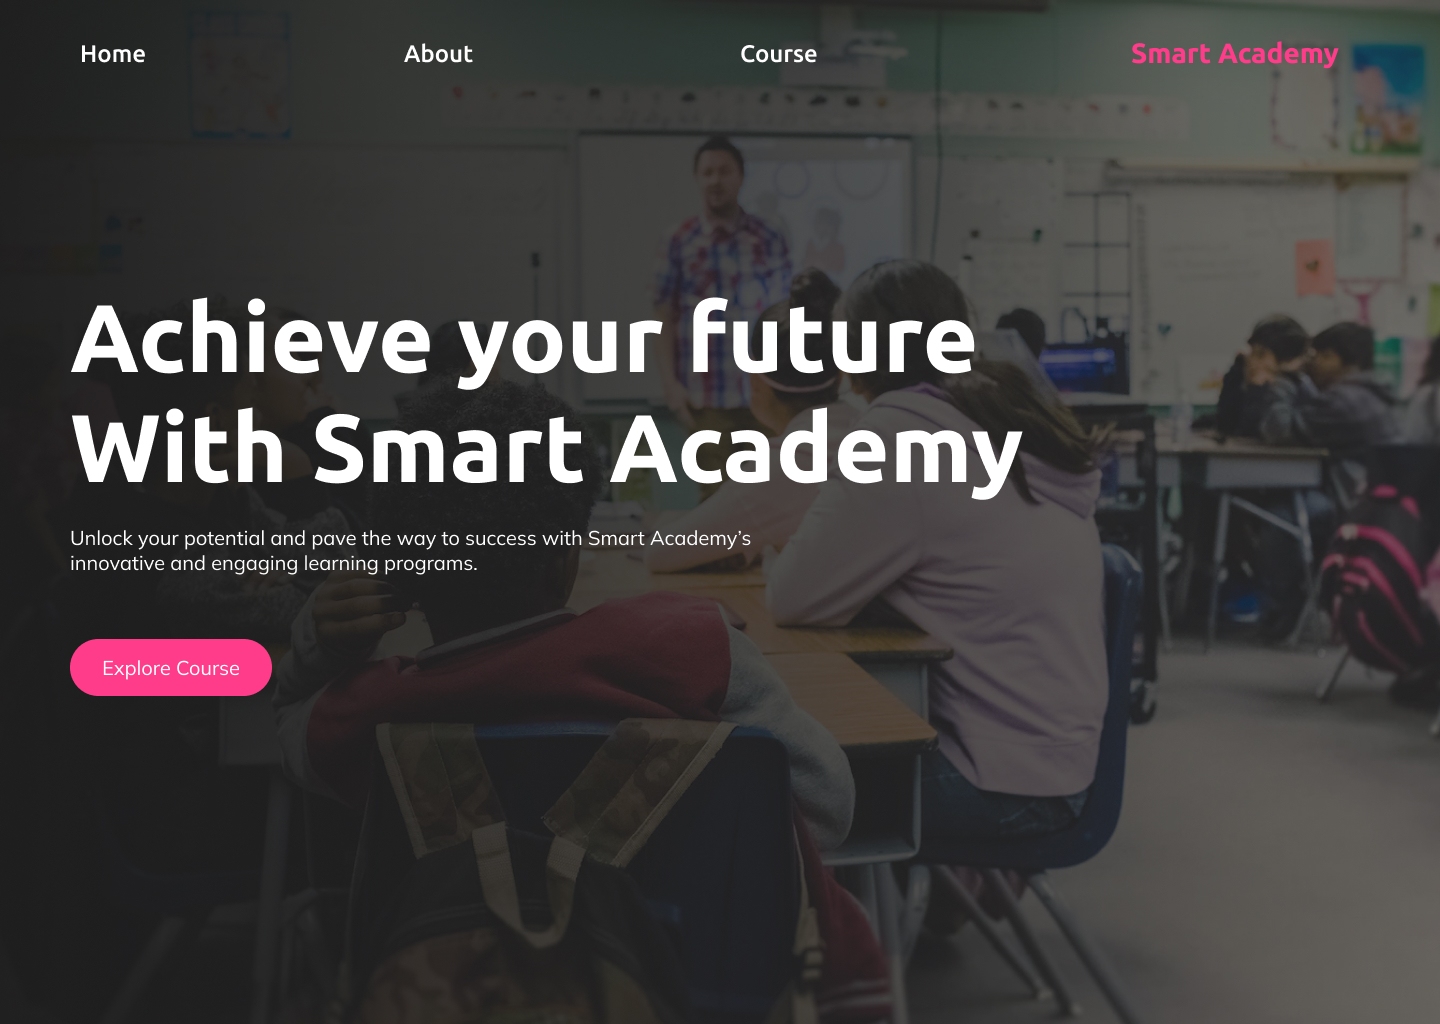 Home
About
Course
Smart Academy
Achieve your future
With Smart Academy
Unlock your potential and pave the way to success with Smart Academy’s
innovative and engaging learning programs.
Explore Course